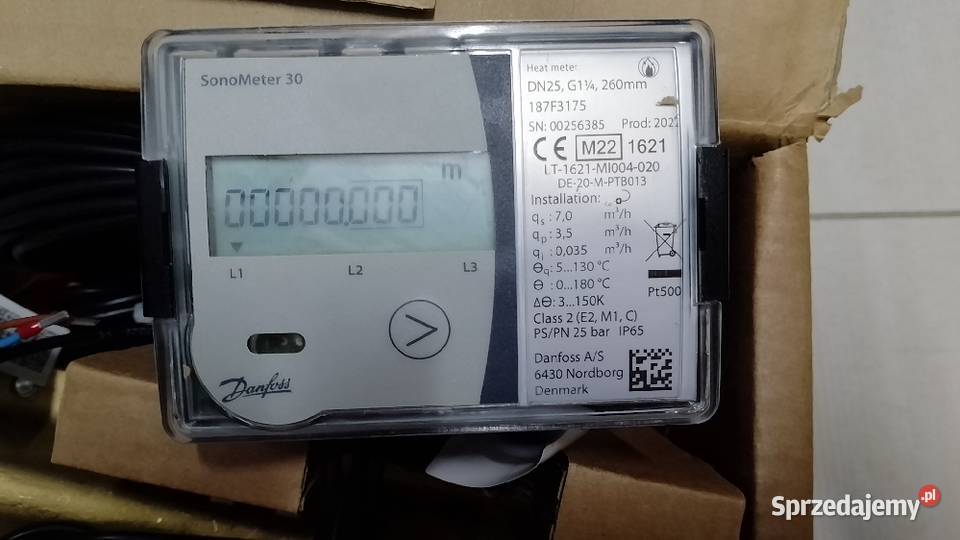 SonoMeter 30
m
00000,000
L1 L2 L3
>
Danfoss
Heat meter
DN25, G1¼, 260mm
187F3175
SN: 00256385 Prod: 2022
CE M22 1621
LT-1621-MI004-020
DE-20-M-PTB013
Installation:
qs : 7,0 m³/h
qp : 3,5 m³/h
qi : 0,035 m³/h
Θq: 5...130 °C
Θ : 0...180 °C
ΔΘ: 3...150K
Pt500
Class 2 (E2, M1, C)
PS/PN 25 bar IP65
Danfoss A/S
6430 Nordborg
Denmark
Sprzedajemy.pl